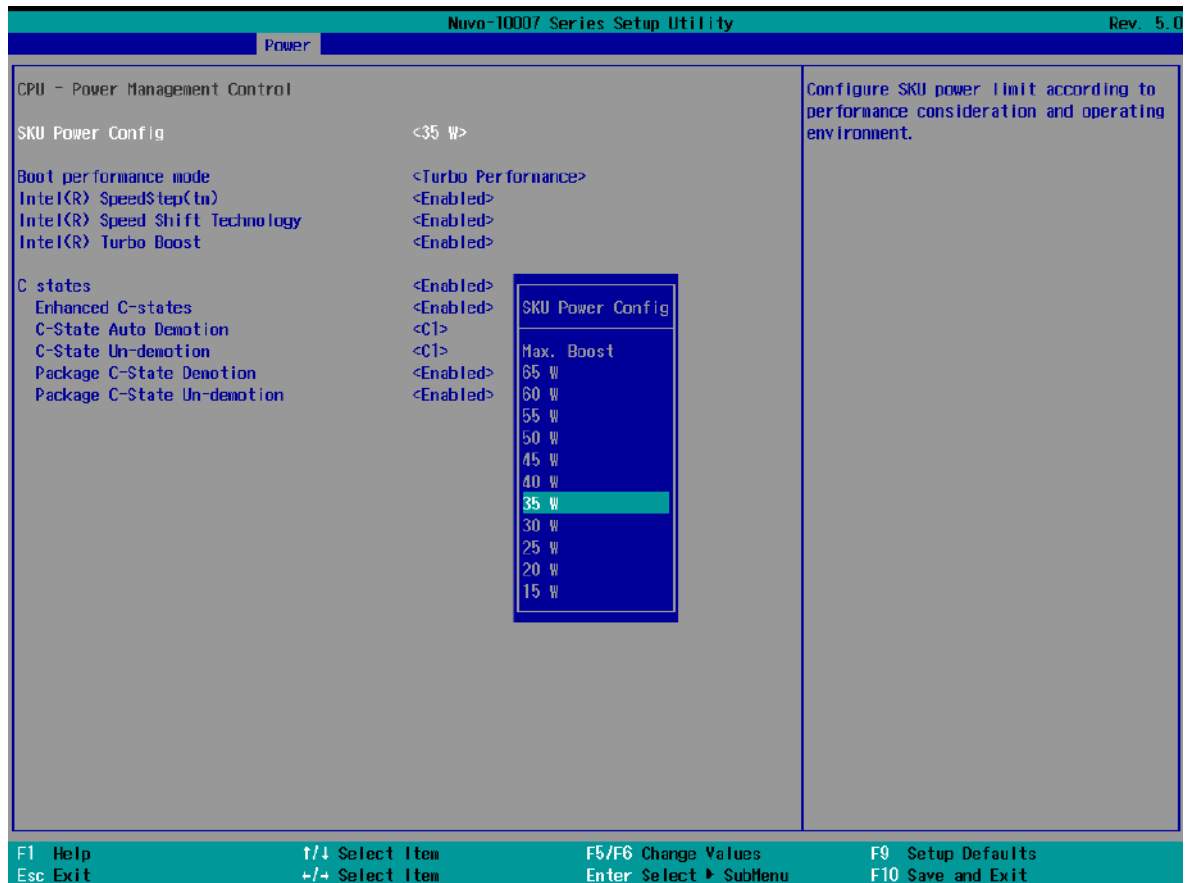 Nuvo-10007 Series Setup Utility Rev. 5.0
Power
CPU - Power Management Control
SKU Power Config <35 W>
Boot performance mode <Turbo Performance>
Intel(R) SpeedStep(tm) <Enabled>
Intel(R) Speed Shift Technology <Enabled>
Intel(R) Turbo Boost <Enabled>
C states <Enabled>
Enhanced C-states <Enabled>
C-State Auto Demotion <C1>
C-State Un-demotion <C1>
Package C-State Demotion <Enabled>
Package C-State Un-demotion <Enabled>
SKU Power Config
Max. Boost
65 W
60 W
55 W
50 W
45 W
40 W
35 W
30 W
25 W
20 W
15 W
Configure SKU power limit according to
performance consideration and operating
environment.
F1 Help ↑/↓ Select Item F5/F6 Change Values F9 Setup Defaults
Esc Exit ←/→ Select Item Enter Select ► SubMenu F10 Save and Exit